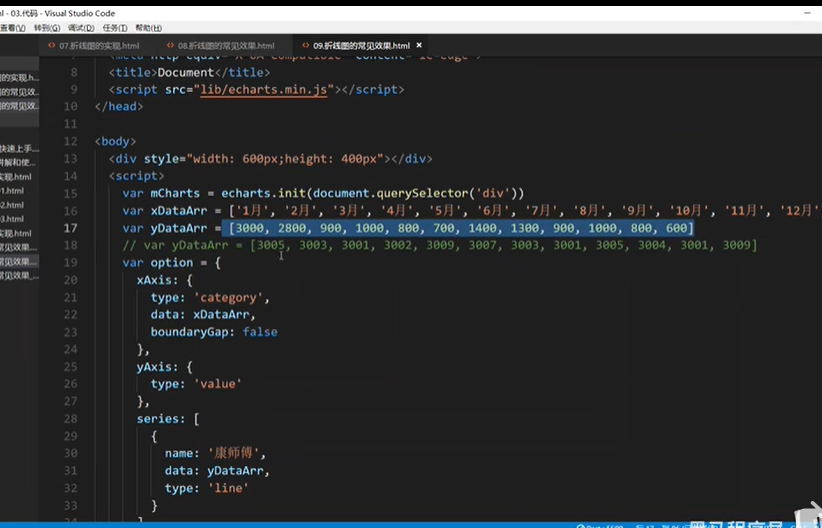 03.代码 - Visual Studio Code
查看(V) 转到(G) 调试(D) 任务(T) 帮助(H)
07.折线图的实现.html 08.折线图的常见效果.html 09.折线图的常见效果.html ×
8 <title>Document</title>
9 <script src="lib/echarts.min.js"></script>
10 </head>
11
12 <body>
13 <div style="width: 600px;height: 400px"></div>
14 <script>
15 var mCharts = echarts.init(document.querySelector('div'))
16 var xDataArr = ['1月', '2月', '3月', '4月', '5月', '6月', '7月', '8月', '9月', '10月', '11月', '12月'
17 var yDataArr = [3000, 2800, 900, 1000, 800, 700, 1400, 1300, 900, 1000, 800, 600]
18 // var yDataArr = [3005, 3003, 3001, 3002, 3009, 3007, 3003, 3001, 3005, 3004, 3001, 3009]
19 var option = {
20 xAxis: {
21 type: 'category',
22 data: xDataArr,
23 boundaryGap: false
24 },
25 yAxis: {
26 type: 'value'
27 },
28 series: [
29 {
30 name: '康师傅',
31 data: yDataArr,
32 type: 'line'
33 }